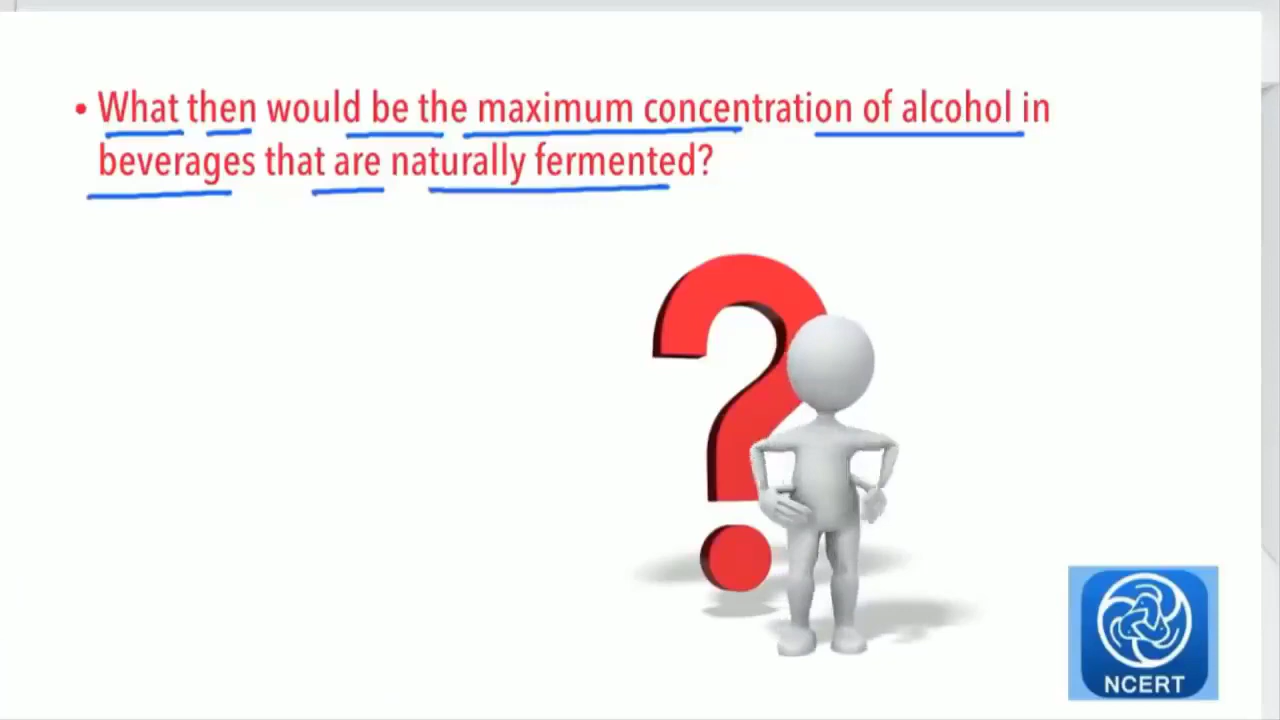 • What then would be the maximum concentration of alcohol in
beverages that are naturally fermented?
NCERT